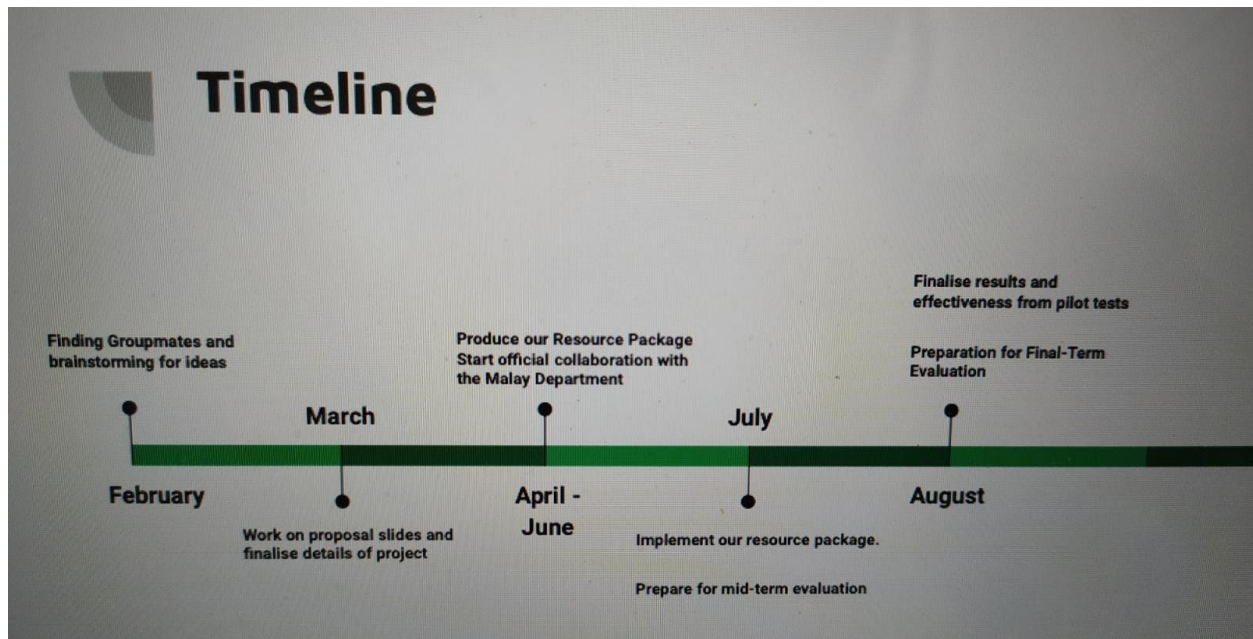 Timeline
Finding Groupmates and
brainstorming for ideas
February
March
Work on proposal slides and
finalise details of project
Produce our Resource Package
Start official collaboration with
the Malay Department
April -
June
July
Implement our resource package.
Prepare for mid-term evaluation
Finalise results and
effectiveness from pilot tests
Preparation for Final-Term
Evaluation
August